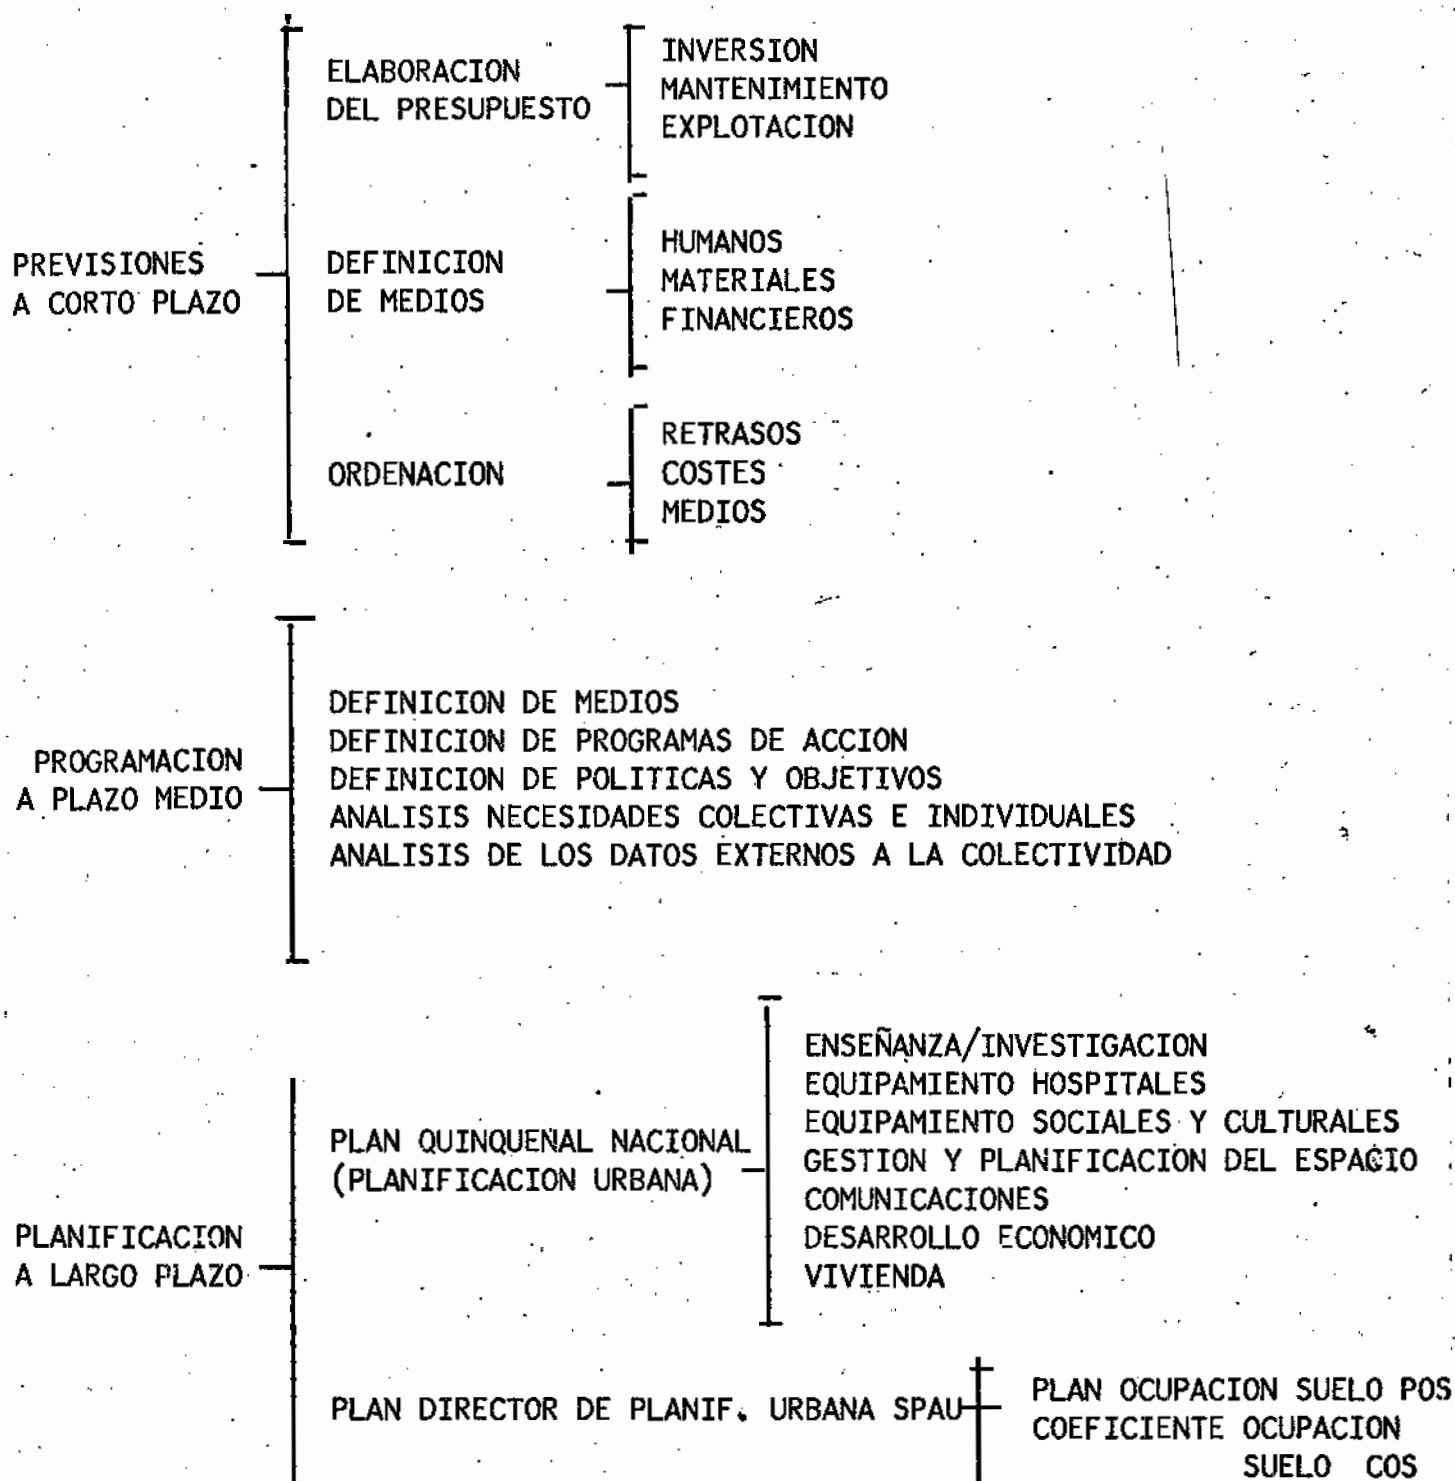 ELABORACION
DEL PRESUPUESTO
INVERSION
MANTENIMIENTO
EXPLOTACION
PREVISIONES
A CORTO PLAZO
DEFINICION
DE MEDIOS
HUMANOS
MATERIALES
FINANCIEROS
ORDENACION
RETRASOS
COSTES
MEDIOS
PROGRAMACION
A PLAZO MEDIO
DEFINICION DE MEDIOS
DEFINICION DE PROGRAMAS DE ACCION
DEFINICION DE POLITICAS Y OBJETIVOS
ANALISIS NECESIDADES COLECTIVAS E INDIVIDUALES
ANALISIS DE LOS DATOS EXTERNOS A LA COLECTIVIDAD
PLANIFICACION
A LARGO PLAZO
PLAN QUINQUENAL NACIONAL
(PLANIFICACION URBANA)
ENSEÑANZA/INVESTIGACION
EQUIPAMIENTO HOSPITALES
EQUIPAMIENTO SOCIALES Y CULTURALES
GESTION Y PLANIFICACION DEL ESPACIO
COMUNICACIONES
DESARROLLO ECONOMICO
VIVIENDA
PLAN DIRECTOR DE PLANIF. URBANA SPAU
PLAN OCUPACION SUELO POS
COEFICIENTE OCUPACION
SUELO COS